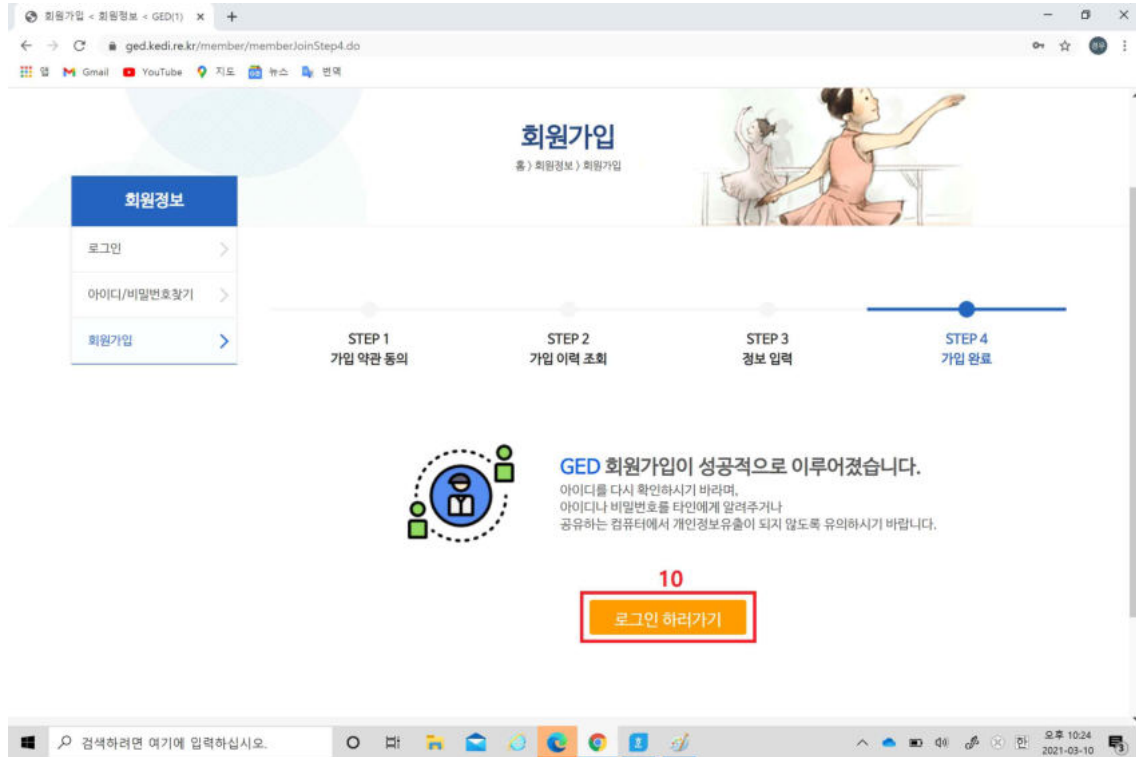 회원가입 < 회원정보 < GED(1)
ged.kedi.re.kr/member/memberJoinStep4.do
앱 Gmail YouTube 지도 뉴스 번역
회원가입
홈 > 회원정보 > 회원가입
회원정보
로그인
아이디/비밀번호찾기
회원가입
STEP 1
가입 약관 동의
STEP 2
가입 이력 조회
STEP 3
정보 입력
STEP 4
가입 완료
GED 회원가입이 성공적으로 이루어졌습니다.
아이디를 다시 확인하시기 바라며,
아이디나 비밀번호를 타인에게 알려주거나
공유하는 컴퓨터에서 개인정보유출이 되지 않도록 유의하시기 바랍니다.
10
로그인 하러가기
검색하려면 여기에 입력하십시오.
한
오후 10:24
2021-03-10